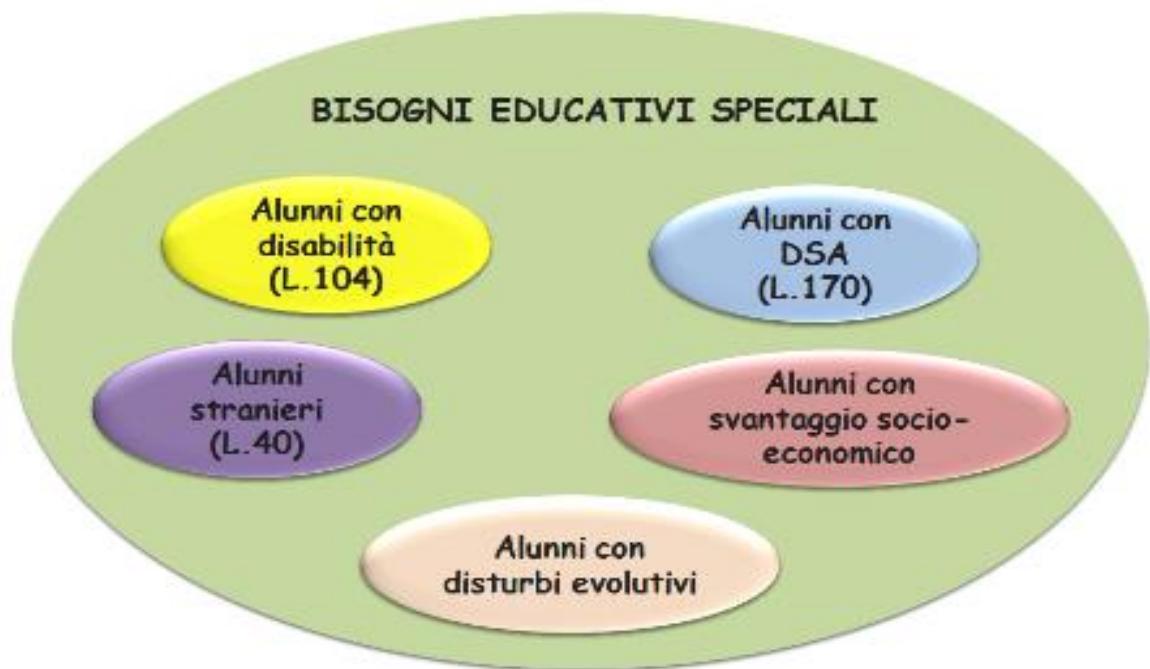 BISOGNI EDUCATIVI SPECIALI
Alunni con
disabilità
(L.104)
Alunni con
DSA
(L.170)
Alunni
stranieri
(L.40)
Alunni con
svantaggio socio-
economico
Alunni con
disturbi evolutivi